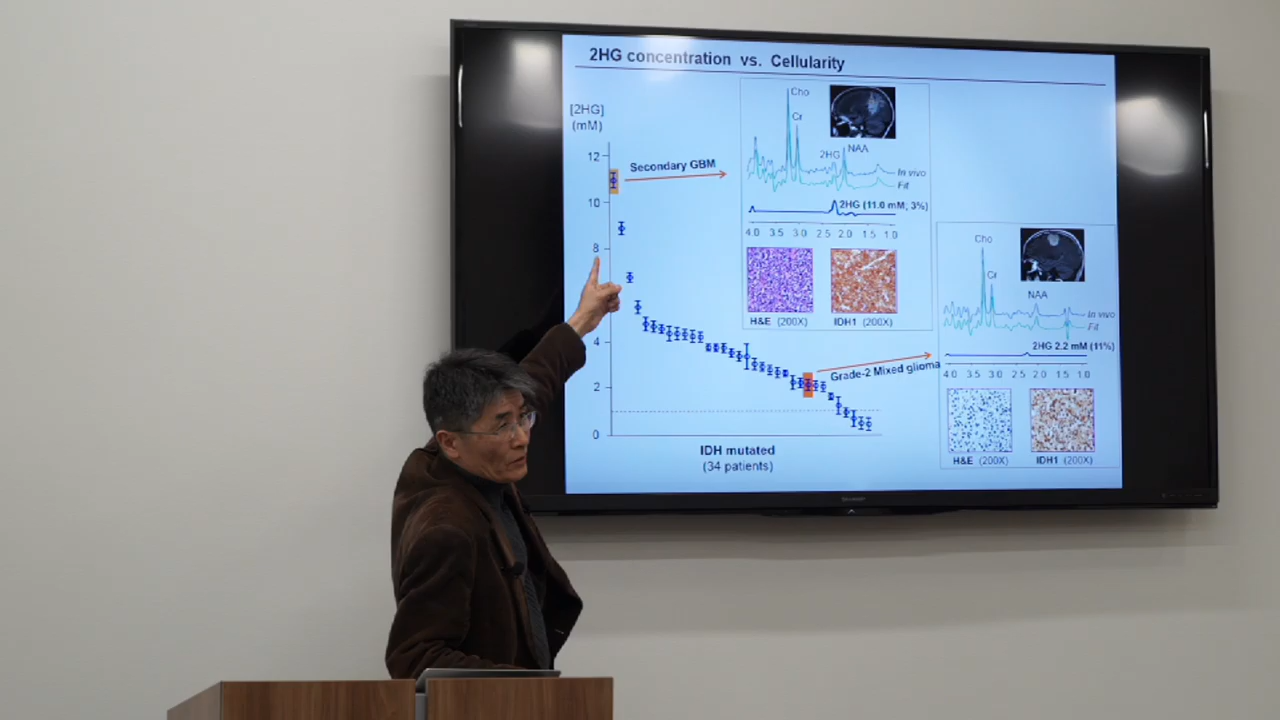 2HG concentration vs. Cellularity
[2HG]
(mM)
12
10
8
4
2
0
Secondary GBM
Grade-2 Mixed glioma
IDH mutated
(34 patients)
Cho
Cr
2HG
NAA
In vivo
Fit
2HG (11.0 mM; 3%)
4.0 3.5 3.0 2.5 2.0 1.5 1.0
H&E (200X)
IDH1 (200X)
Cho
Cr
NAA
In vivo
Fit
2HG 2.2 mM (11%)
4.0 3.5 3.0 2.5 2.0 1.5 1.0
H&E (200X)
IDH1 (200X)
SHARP